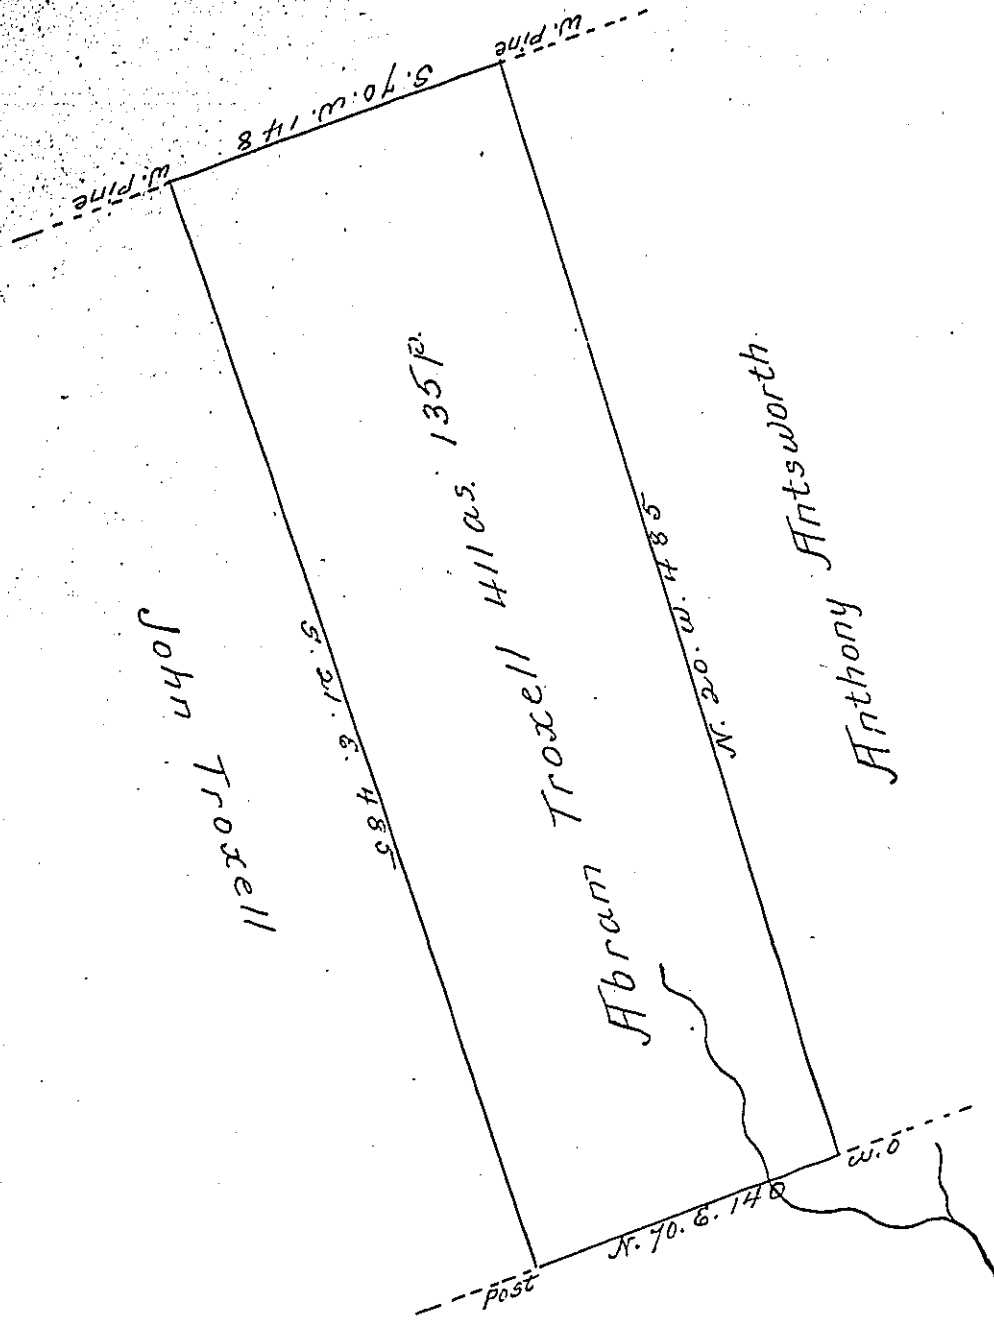 W. Pine
S. 70. W. 148
W. Pine
John Troxell
S. 21. E. 485
Abram Troxell 411 as. 135 p.
N. 20. W. 485
Anthony Antsworth
Post
N. 70. E. 140
W. O